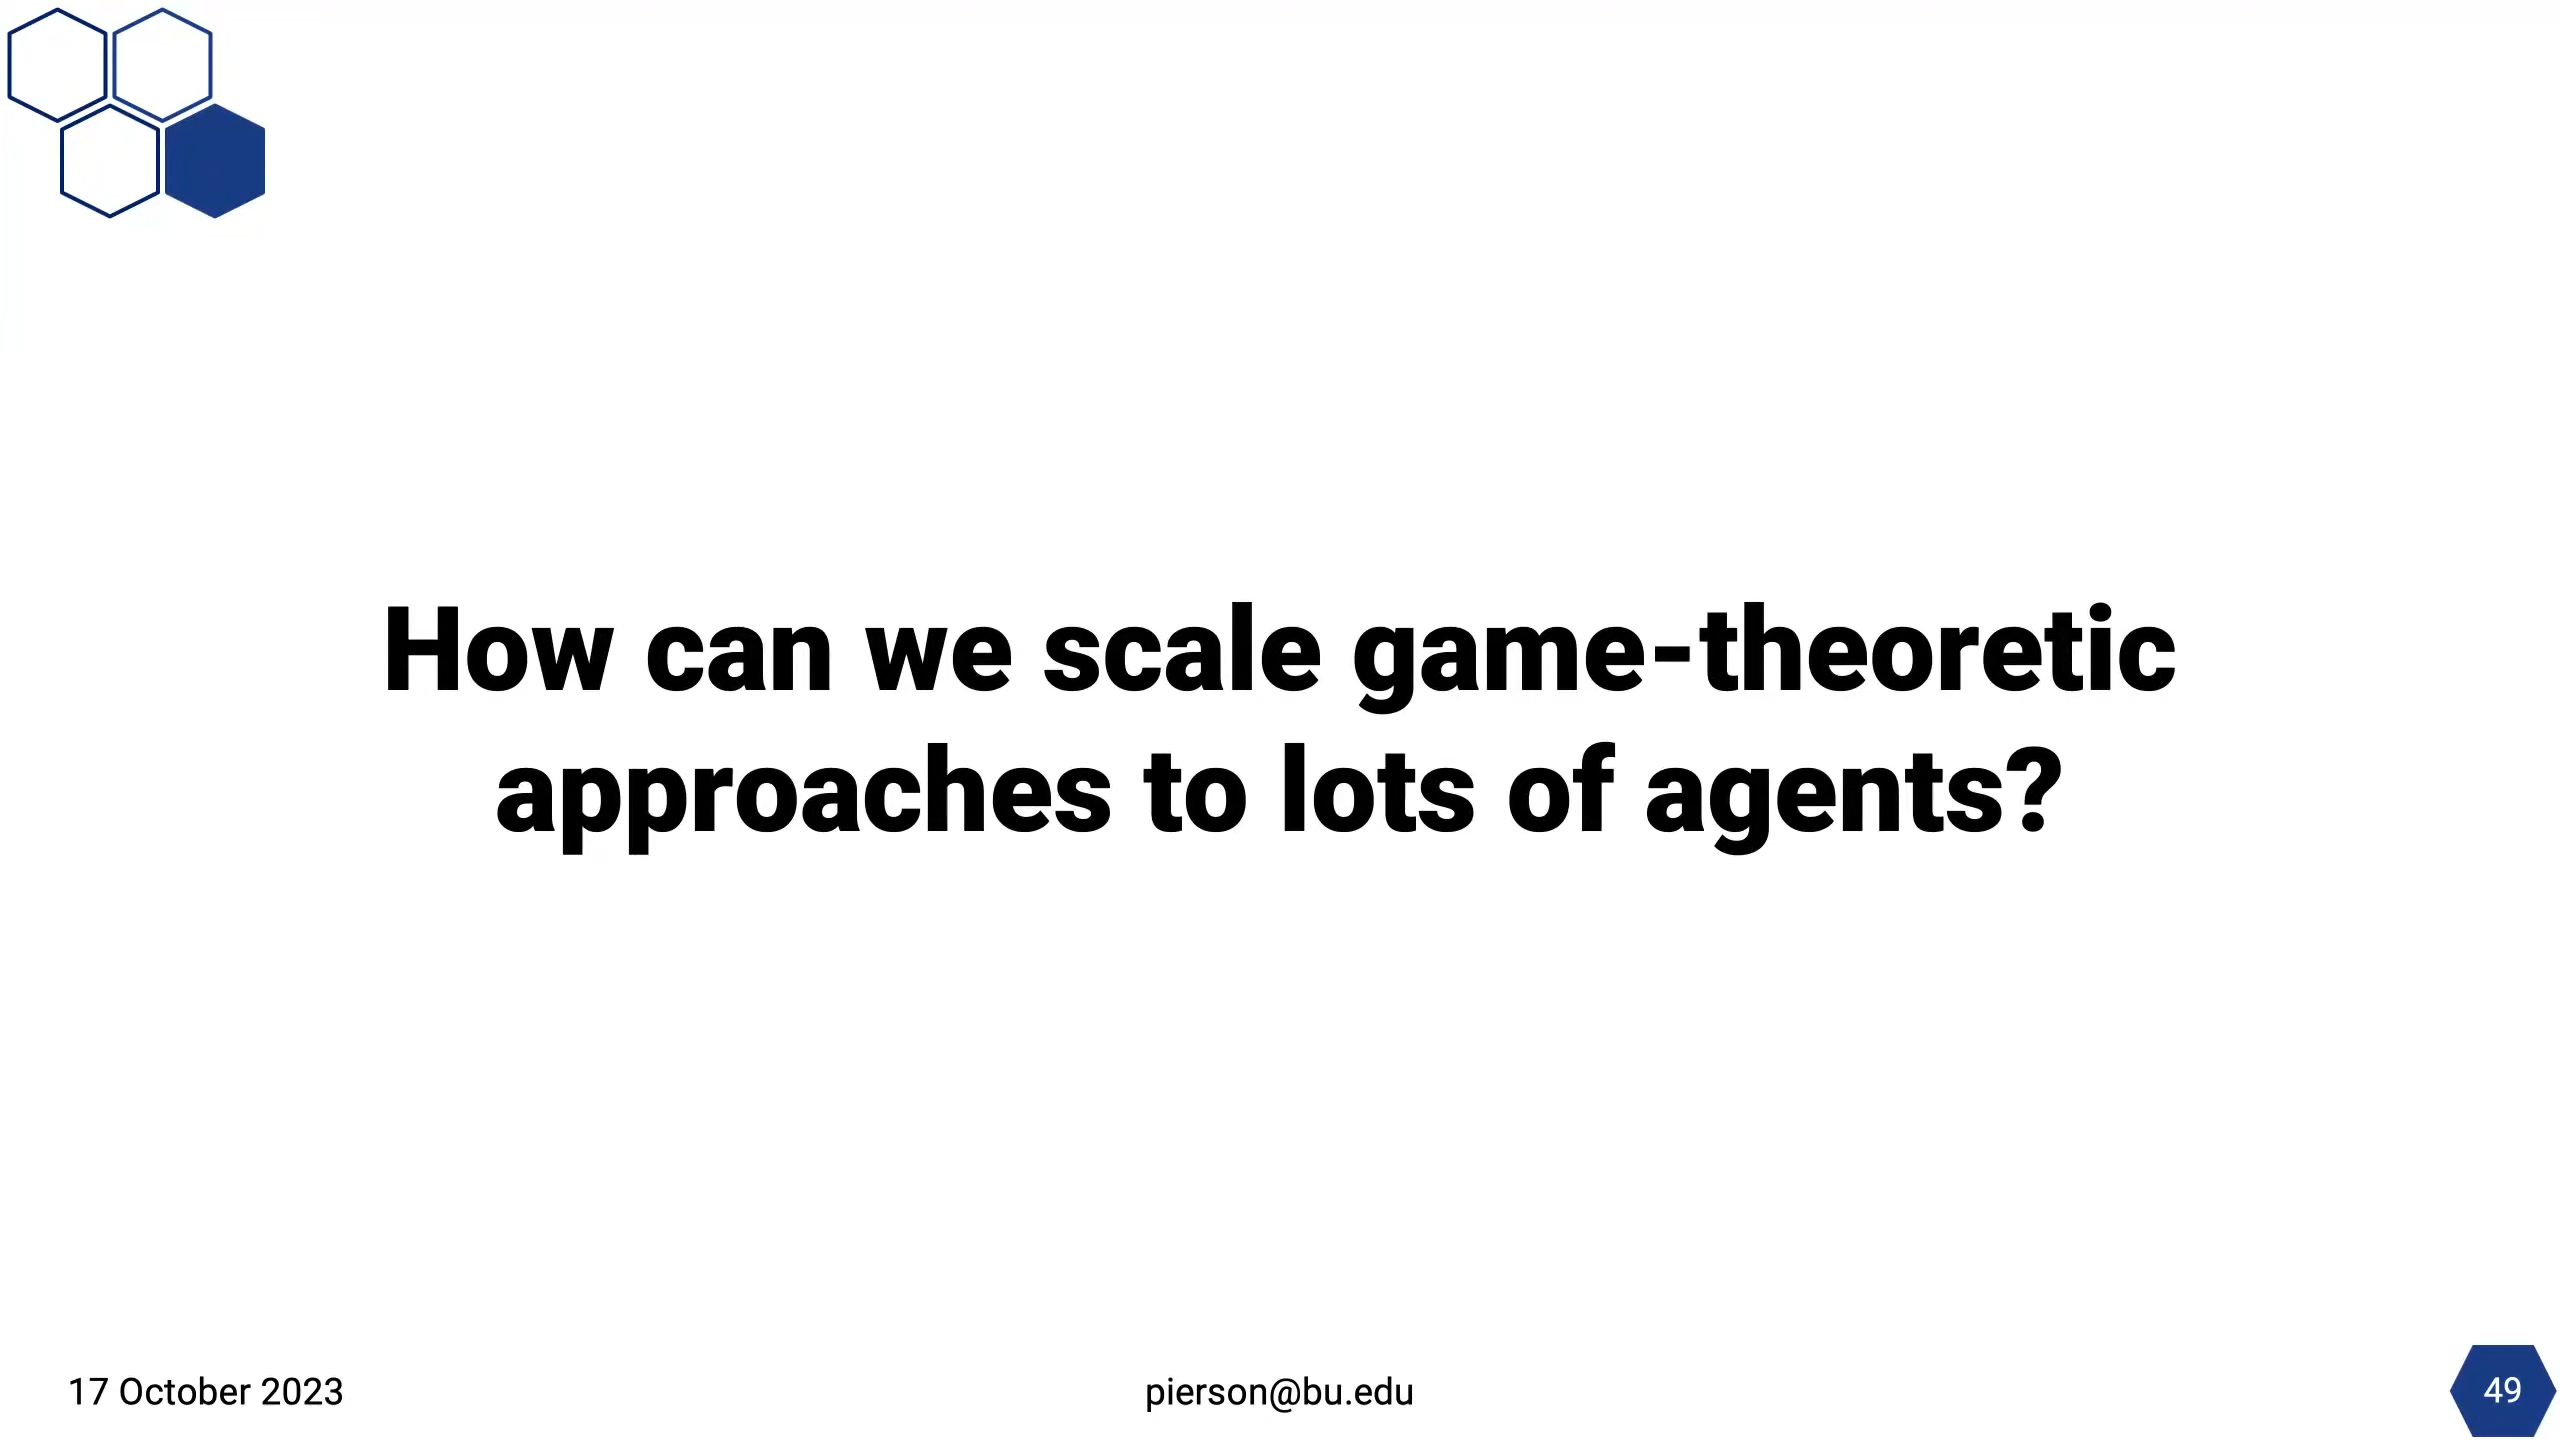 How can we scale game-theoretic
approaches to lots of agents?
17 October 2023
pierson@bu.edu
49